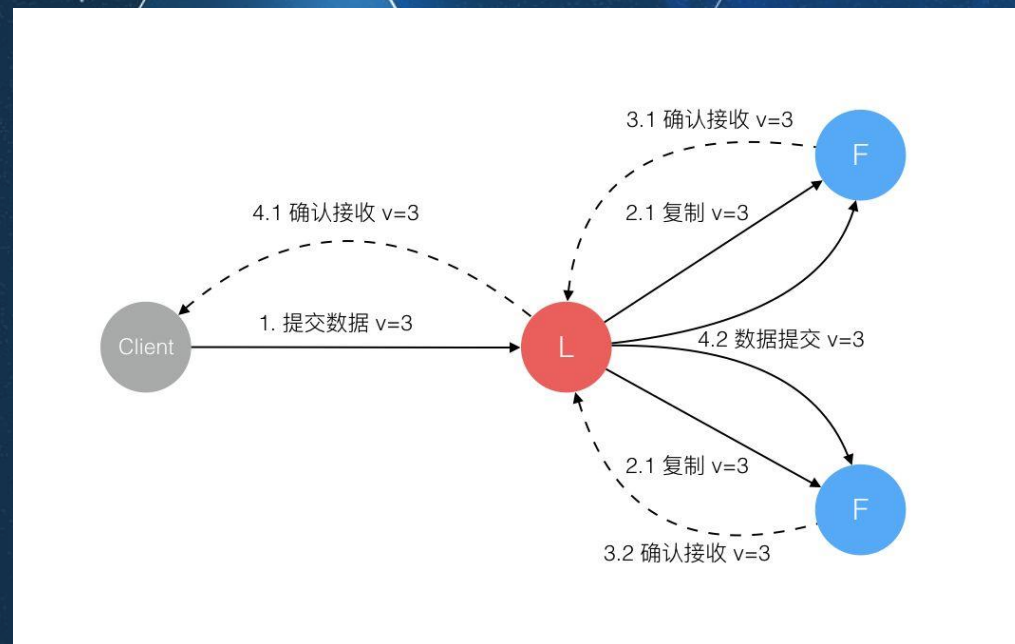 3.1 确认接收 v=3
F
2.1 复制 v=3
4.1 确认接收 v=3
1. 提交数据 v=3
Client
L
4.2 数据提交 v=3
2.1 复制 v=3
F
3.2 确认接收 v=3